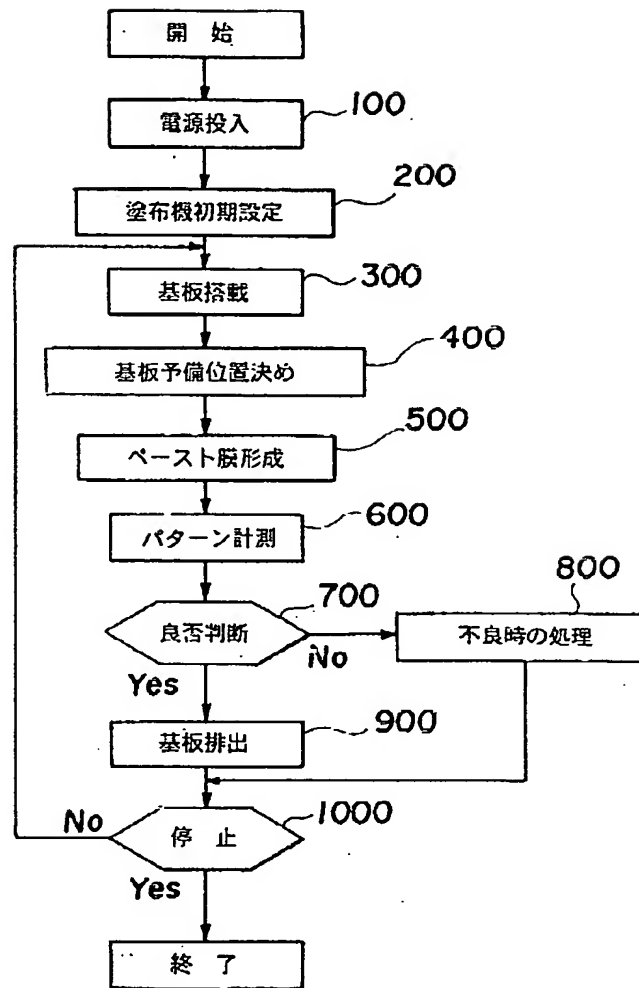 開 始
100
電源投入
200
塗布機初期設定
300
基板搭載
400
基板予備位置決め
500
ペースト膜形成
600
パターン計測
700
良否判断
No
Yes
800
不良時の処理
900
基板排出
1000
停 止
No
Yes
終 了